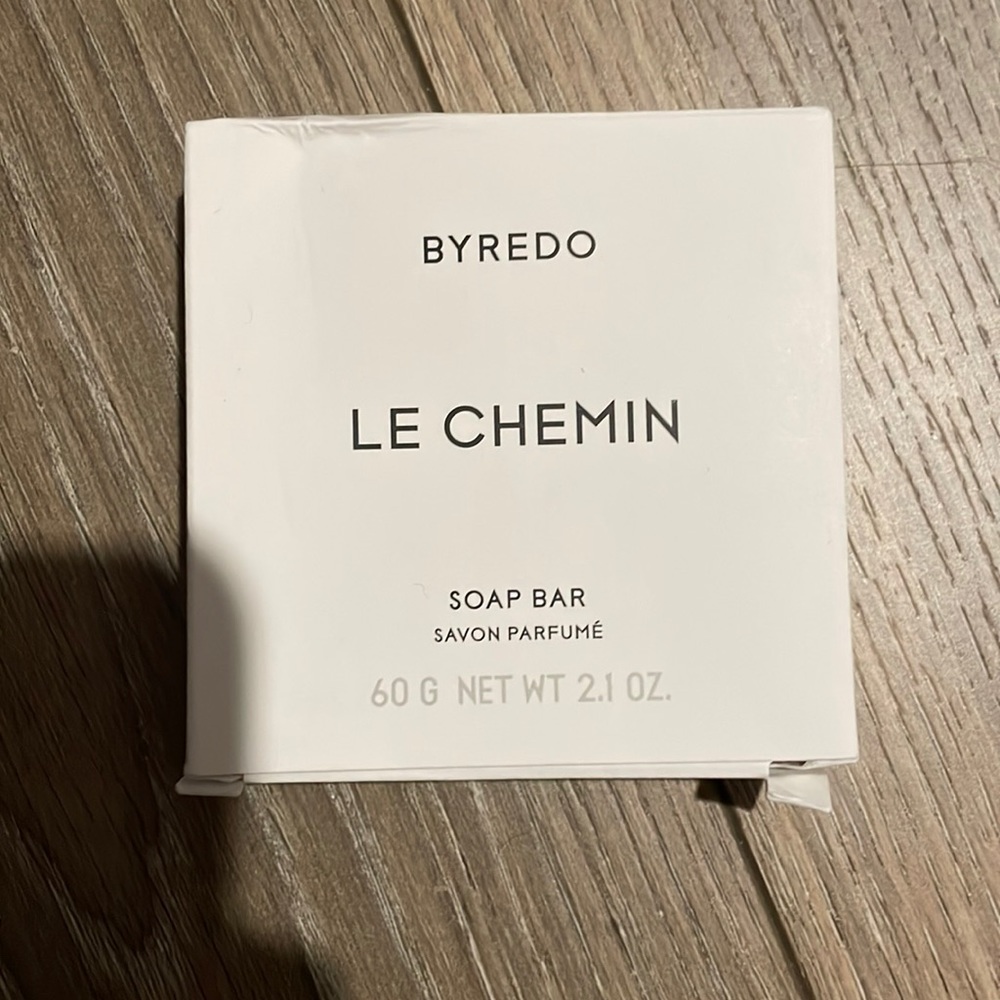 BYREDO
LE CHEMIN
SOAP BAR
SAVON PARFUMÉ
60 G NET WT 2.1 OZ.